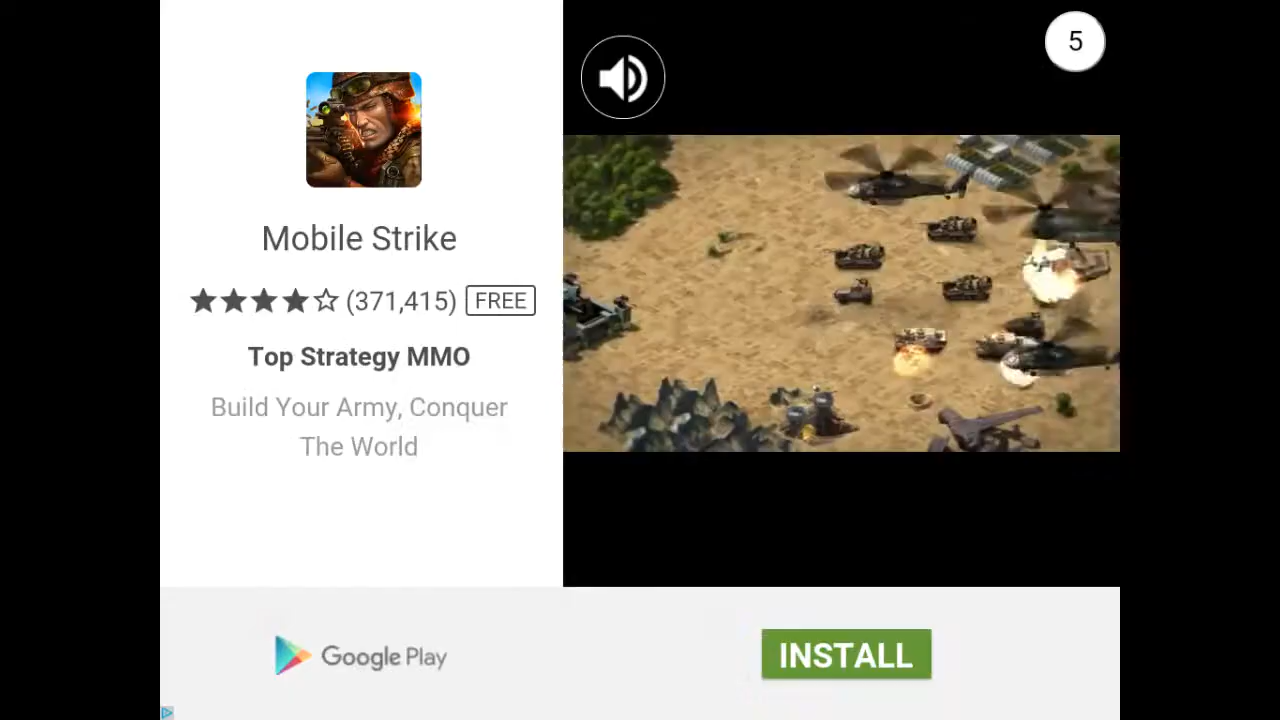 5
Mobile Strike
(371,415) FREE
Top Strategy MMO
Build Your Army, Conquer
The World
Google Play
INSTALL